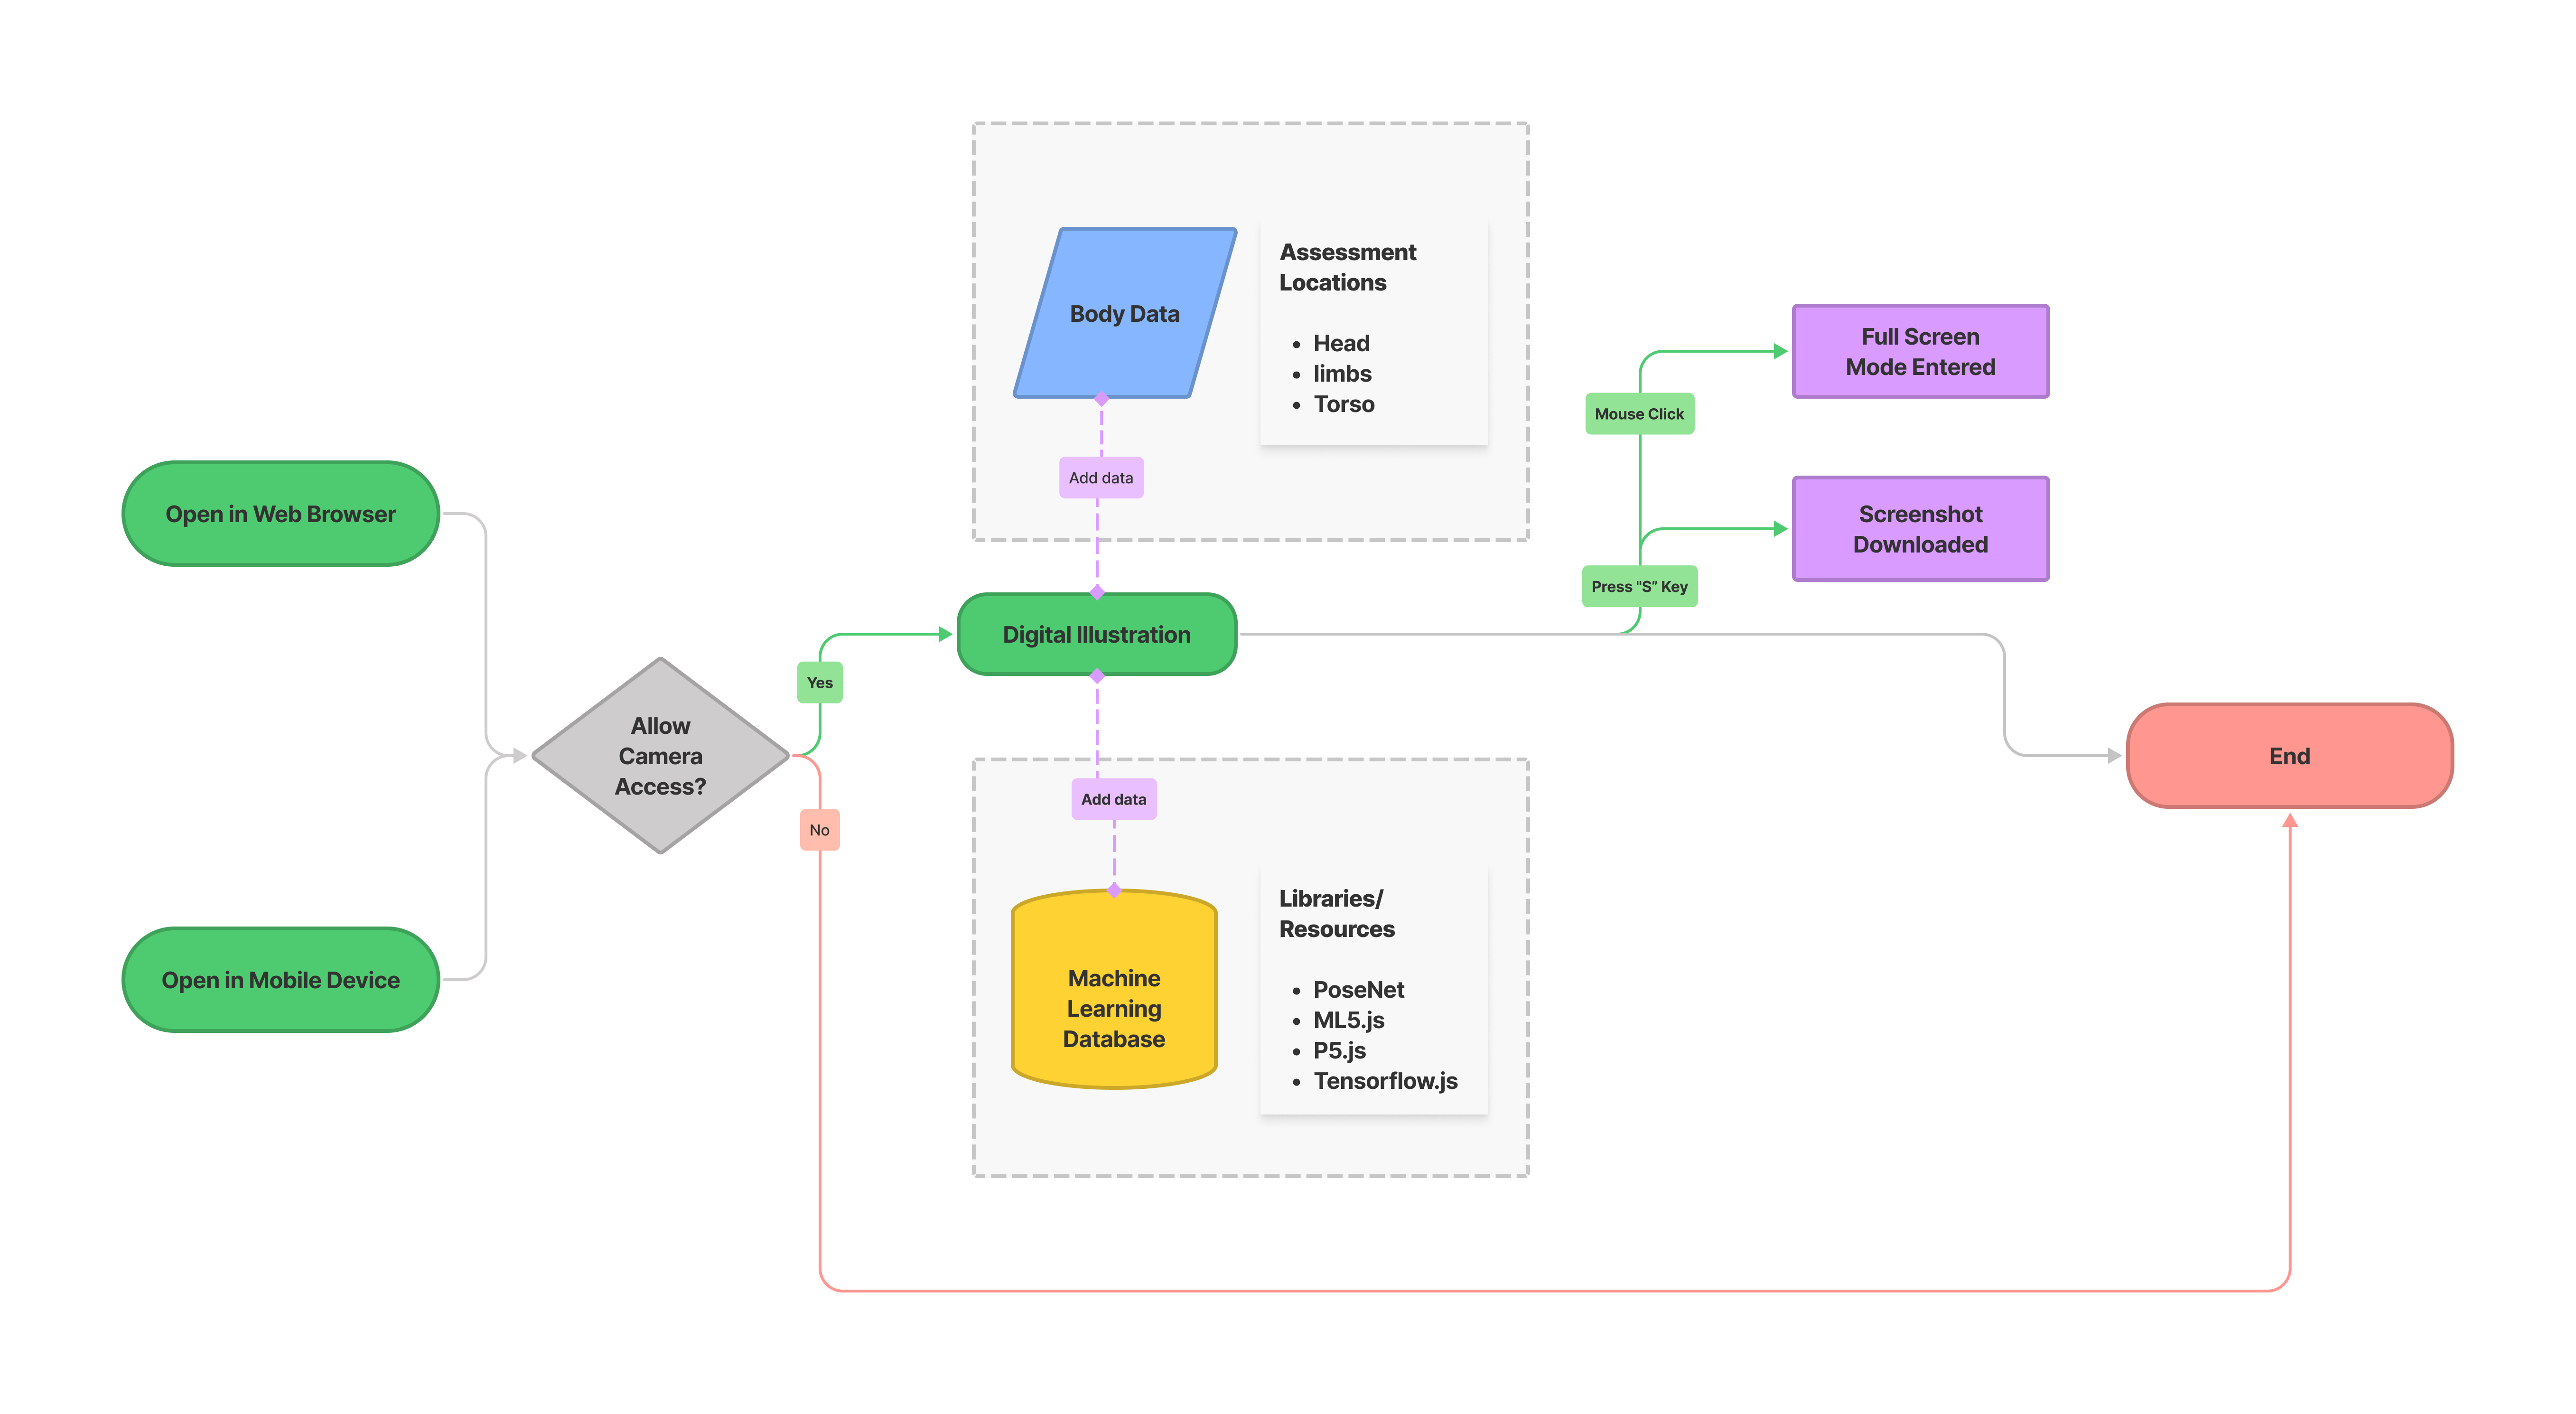 Open in Web Browser
Open in Mobile Device
Allow
Camera
Access?
Yes
No
Body Data
Add data
Assessment
Locations
• Head
• limbs
• Torso
Digital Illustration
Add data
Machine
Learning
Database
Libraries/
Resources
• PoseNet
• ML5.js
• P5.js
• Tensorflow.js
Mouse Click
Press "S” Key
Full Screen
Mode Entered
Screenshot
Downloaded
End